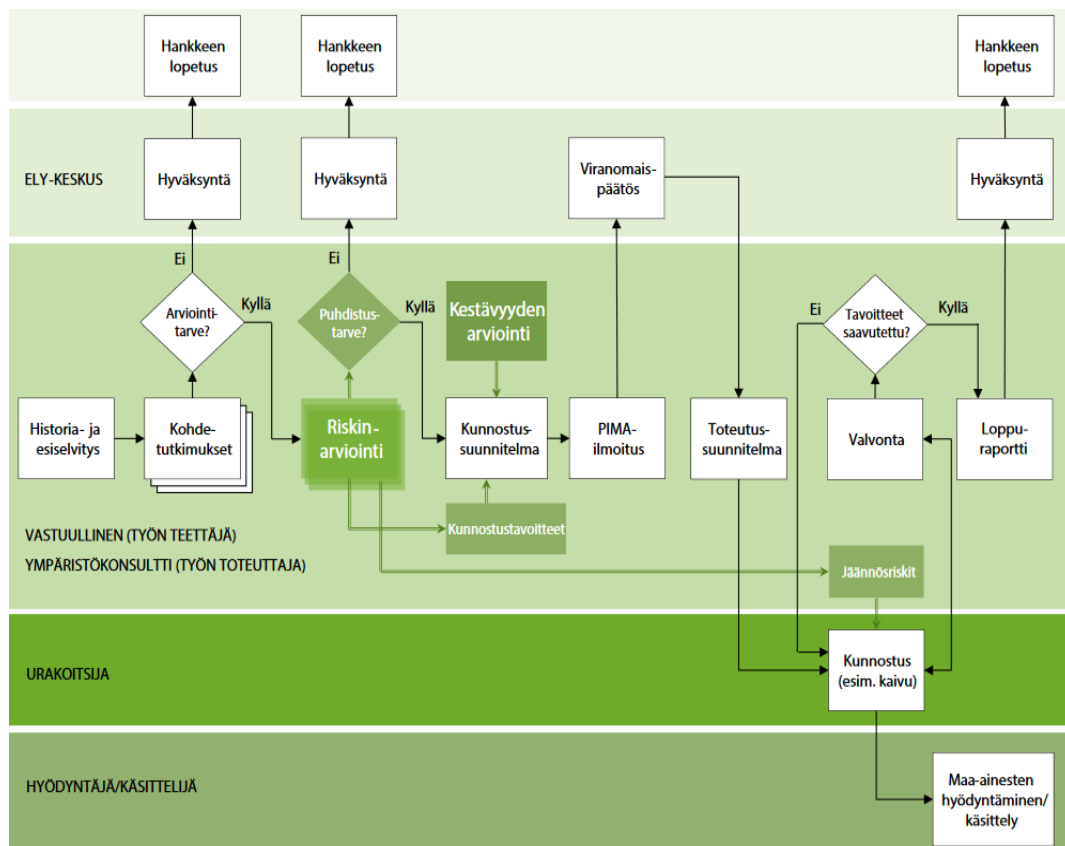 Hankkeen
lopetus
Hankkeen
lopetus
Hankkeen
lopetus
ELY-KESKUS
Hyväksyntä
Hyväksyntä
Viranomais-
päätös
Hyväksyntä
Ei
Ei
Arviointi-
tarve?
Kyllä
Puhdistus-
tarve?
Kyllä
Kestävyyden
arviointi
Ei
Tavoitteet
saavutettu?
Kyllä
Historia- ja
esiselvitys
Kohde-
tutkimukset
Riskin-
arviointi
Kunnostus-
suunnitelma
PIMA-
ilmoitus
Toteutus-
suunnitelma
Valvonta
Loppu-
raportti
Kunnostustavoitteet
VASTUULLINEN (TYÖN TEETTÄJÄ)
YMPÄRISTÖKONSULTTI (TYÖN TOTEUTTAJA)
Jäännösriskit
URAKOITSIJA
Kunnostus
(esim. kaivu)
HYÖDYNTÄJÄ/KÄSITTELIJÄ
Maa-ainesten
hyödyntäminen/
käsittely